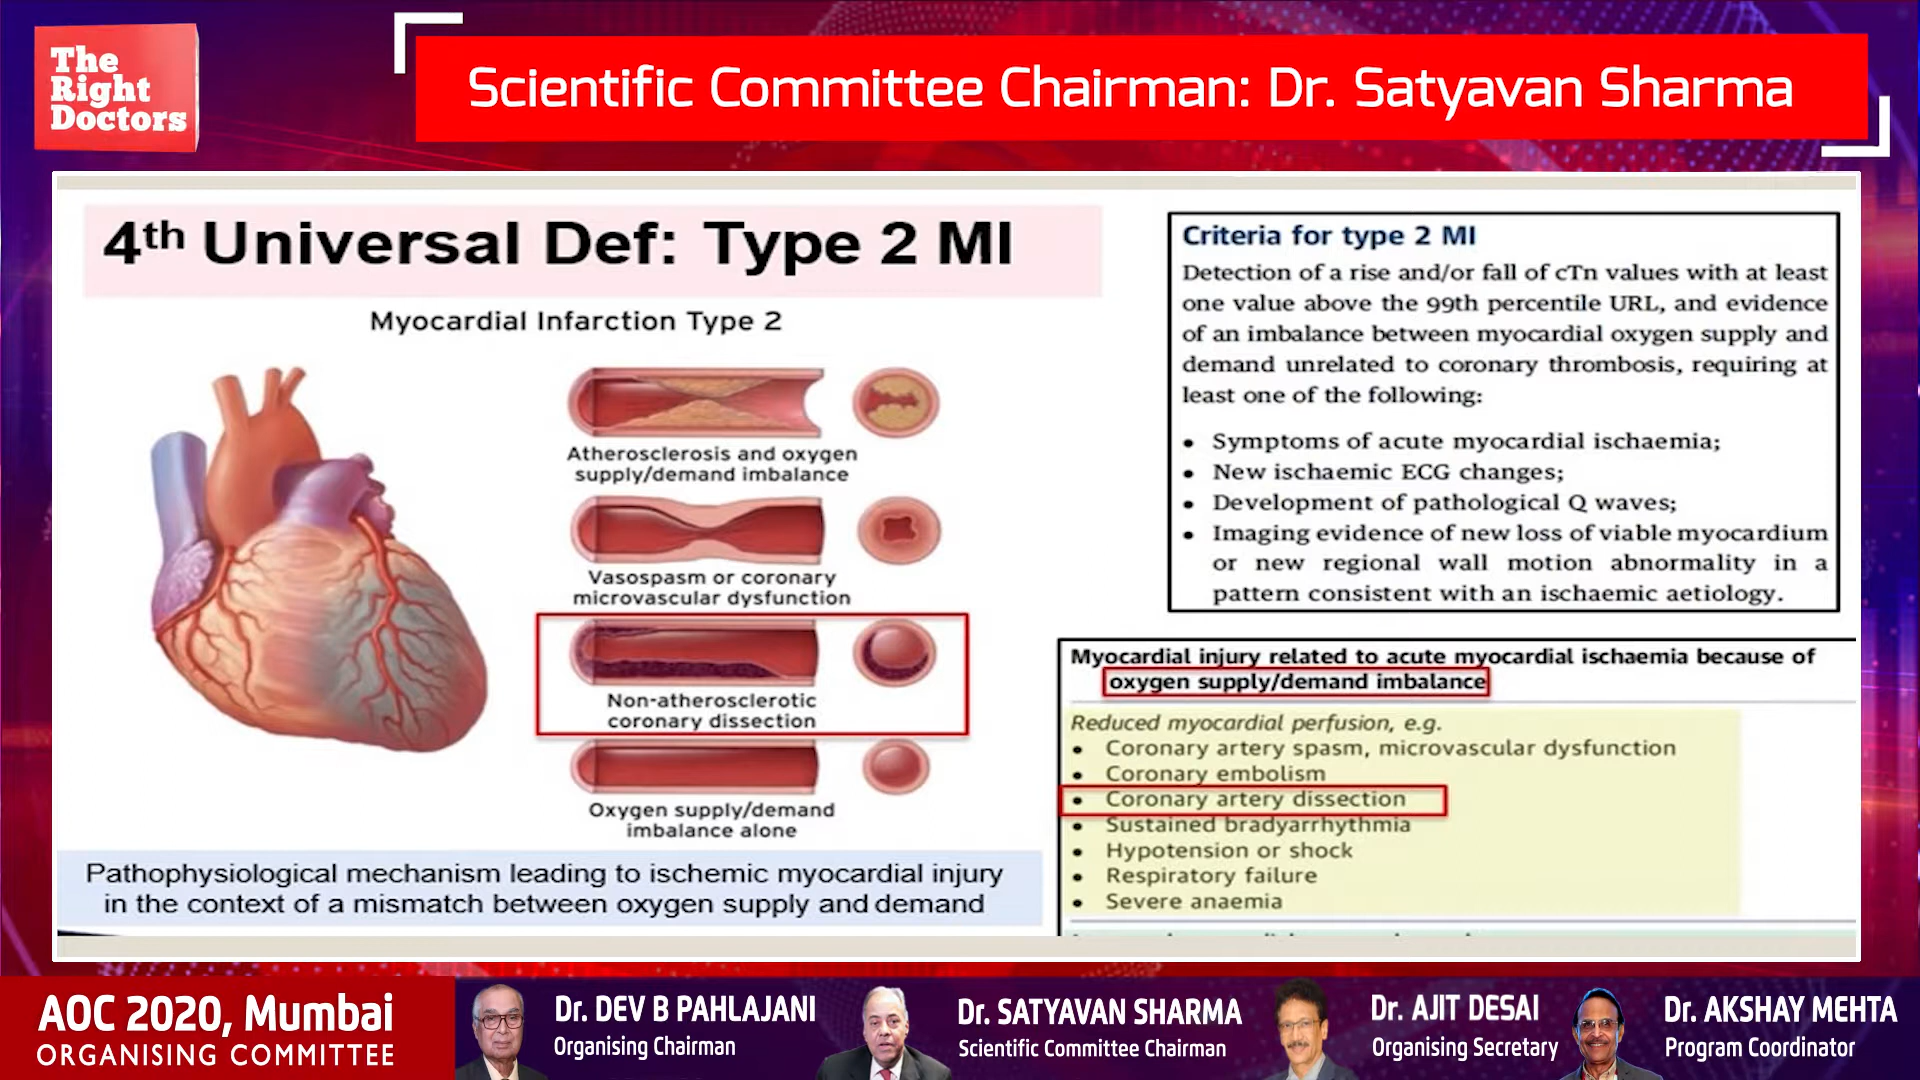 The
Right
Doctors
Scientific Committee Chairman: Dr. Satyavan Sharma
4th Universal Def: Type 2 MI
Myocardial Infarction Type 2
Atherosclerosis and oxygen
supply/demand imbalance
Vasospasm or coronary
microvascular dysfunction
Non-atherosclerotic
coronary dissection
Oxygen supply/demand
imbalance alone
Pathophysiological mechanism leading to ischemic myocardial injury
in the context of a mismatch between oxygen supply and demand
Criteria for type 2 MI
Detection of a rise and/or fall of cTn values with at least
one value above the 99th percentile URL, and evidence
of an imbalance between myocardial oxygen supply and
demand unrelated to coronary thrombosis, requiring at
least one of the following:
• Symptoms of acute myocardial ischaemia;
• New ischaemic ECG changes;
• Development of pathological Q waves;
• Imaging evidence of new loss of viable myocardium
or new regional wall motion abnormality in a
pattern consistent with an ischaemic aetiology.
Myocardial injury related to acute myocardial ischaemia because of
oxygen supply/demand imbalance
Reduced myocardial perfusion, e.g.
• Coronary artery spasm, microvascular dysfunction
• Coronary embolism
• Coronary artery dissection
• Sustained bradyarrhythmia
• Hypotension or shock
• Respiratory failure
• Severe anaemia
AOC 2020, Mumbai
ORGANISING COMMITTEE
Dr. DEV B PAHLAJANI
Organising Chairman
Dr. SATYAVAN SHARMA
Scientific Committee Chairman
Dr. AJIT DESAI
Organising Secretary
Dr. AKSHAY MEHTA
Program Coordinator